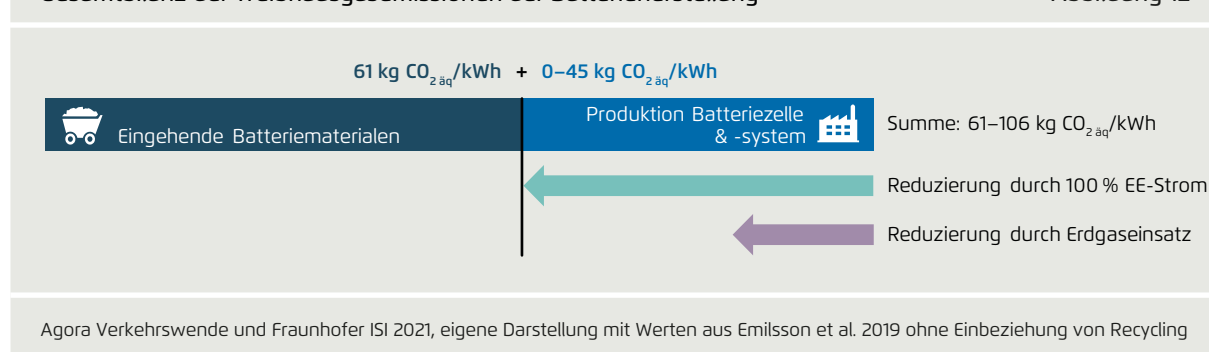 61 kg CO2 äq/kWh + 0–45 kg CO2 äq/kWh
Eingehende Batteriematerialen
Produktion Batteriezelle
& -system
Summe: 61–106 kg CO2 äq/kWh
Reduzierung durch 100 % EE-Strom
Reduzierung durch Erdgaseinsatz
Agora Verkehrswende und Fraunhofer ISI 2021, eigene Darstellung mit Werten aus Emilsson et al. 2019 ohne Einbeziehung von Recycling